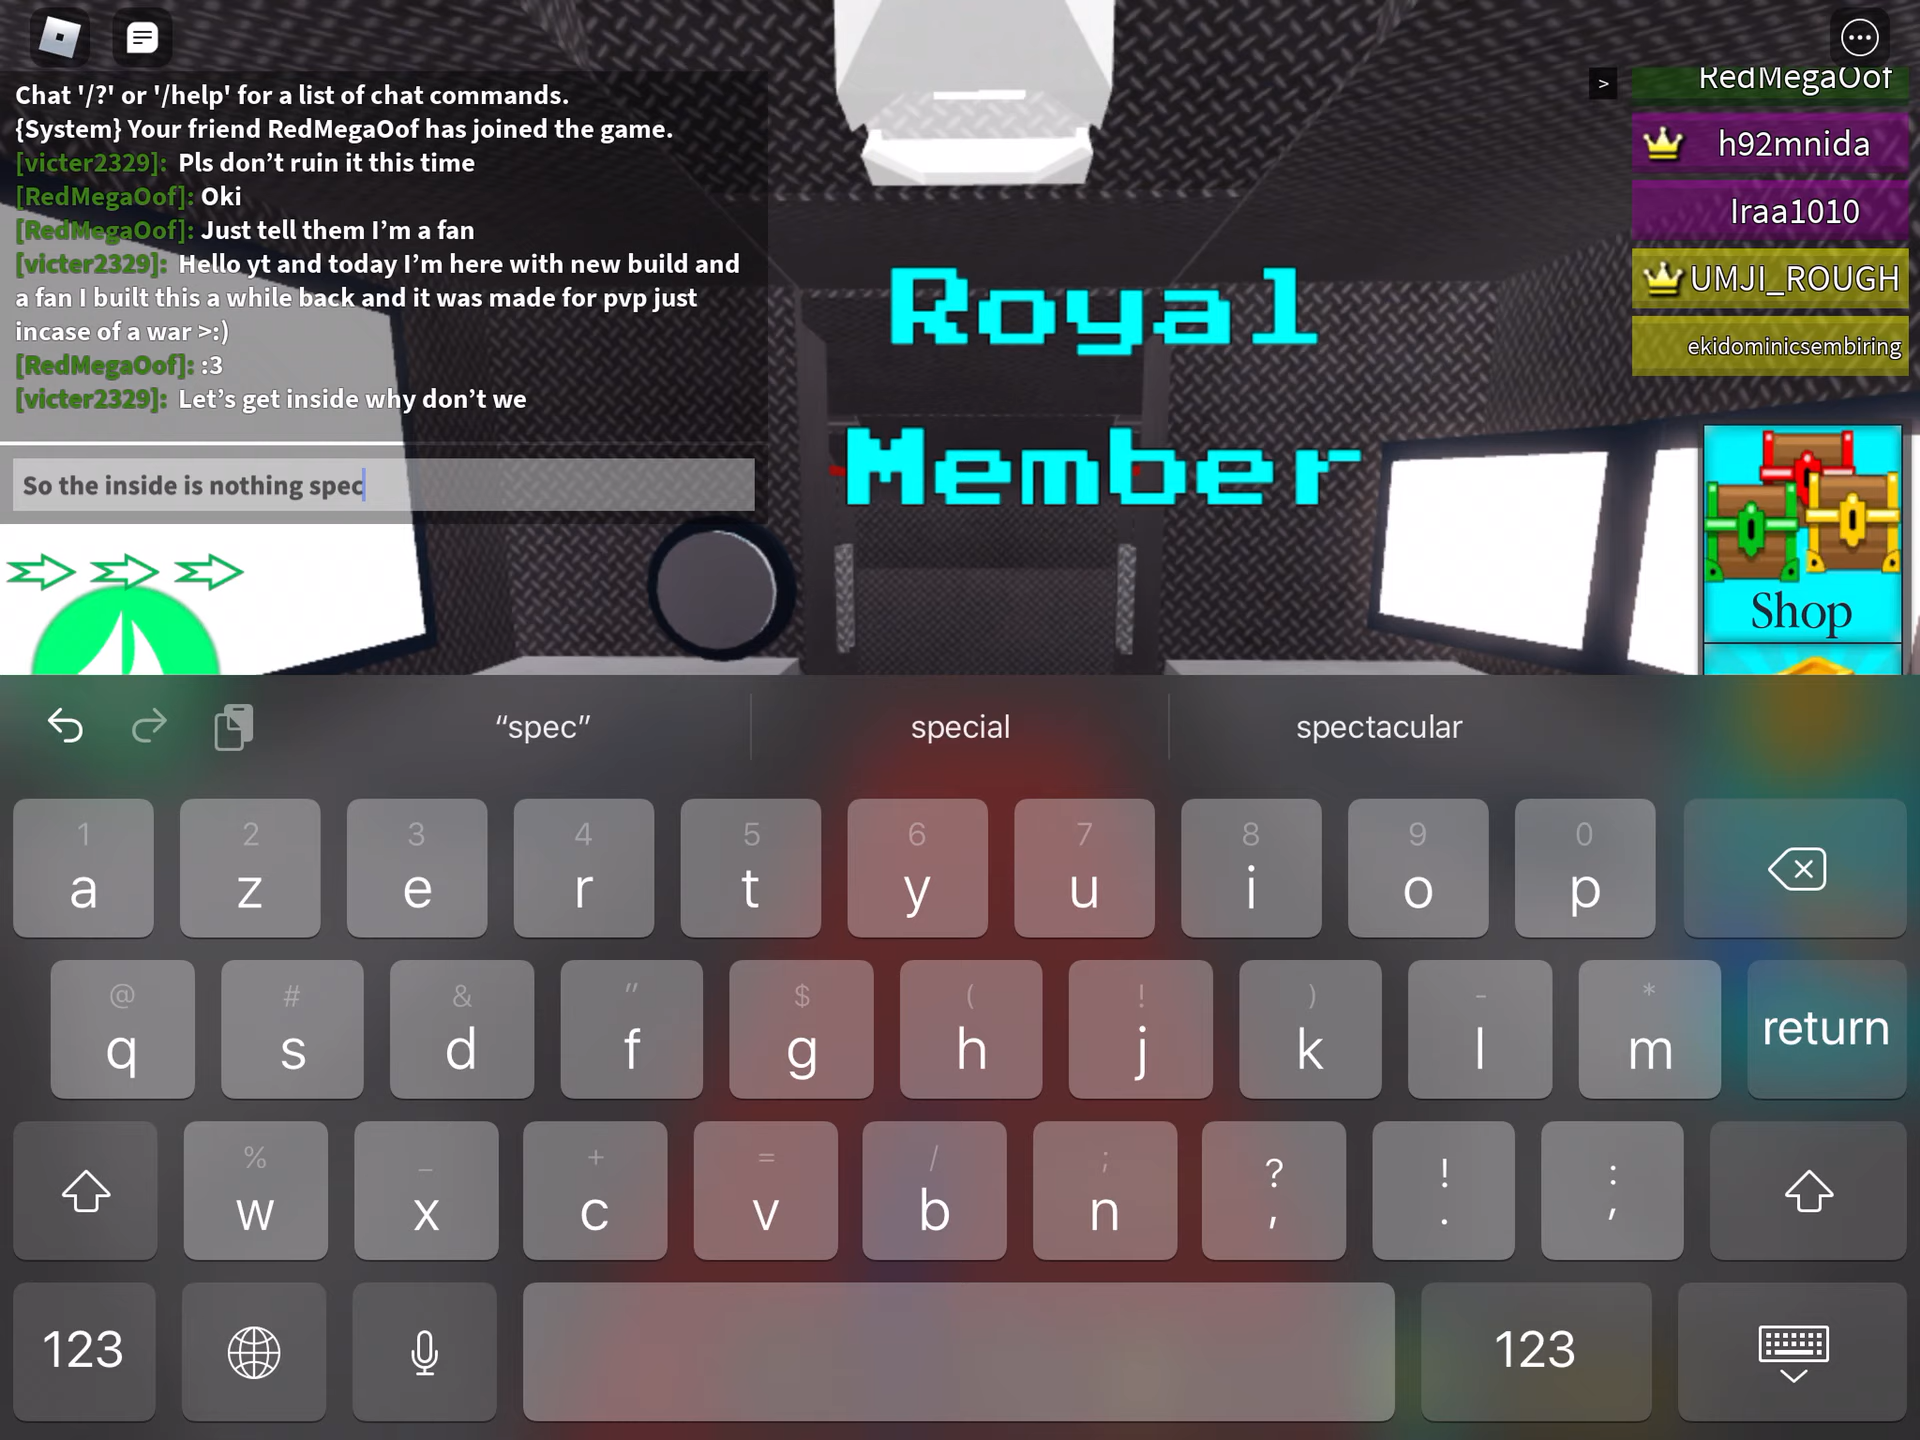 Chat '/?' or '/help' for a list of chat commands.
{System} Your friend RedMegaOof has joined the game.
[victer2329]: Pls don’t ruin it this time
[RedMegaOof]: Oki
[RedMegaOof]: Just tell them I’m a fan
[victer2329]: Hello yt and today I’m here with new build and
a fan I built this a while back and it was made for pvp just
incase of a war >:)
[RedMegaOof]: :3
[victer2329]: Let’s get inside why don’t we
So the inside is nothing spec
Royal
Member
>
RedMegaOof
h92mnida
Iraa1010
UMJI_ROUGH
ekidominicsembiring
Shop
“spec” special spectacular
1 2 3 4 5 6 7 8 9 0
a z e r t y u i o p
@ # & " $ ( ! ) - *
q s d f g h j k l m return
% _ + = / ; ? ! :
w x c v b n , . ,
123 123